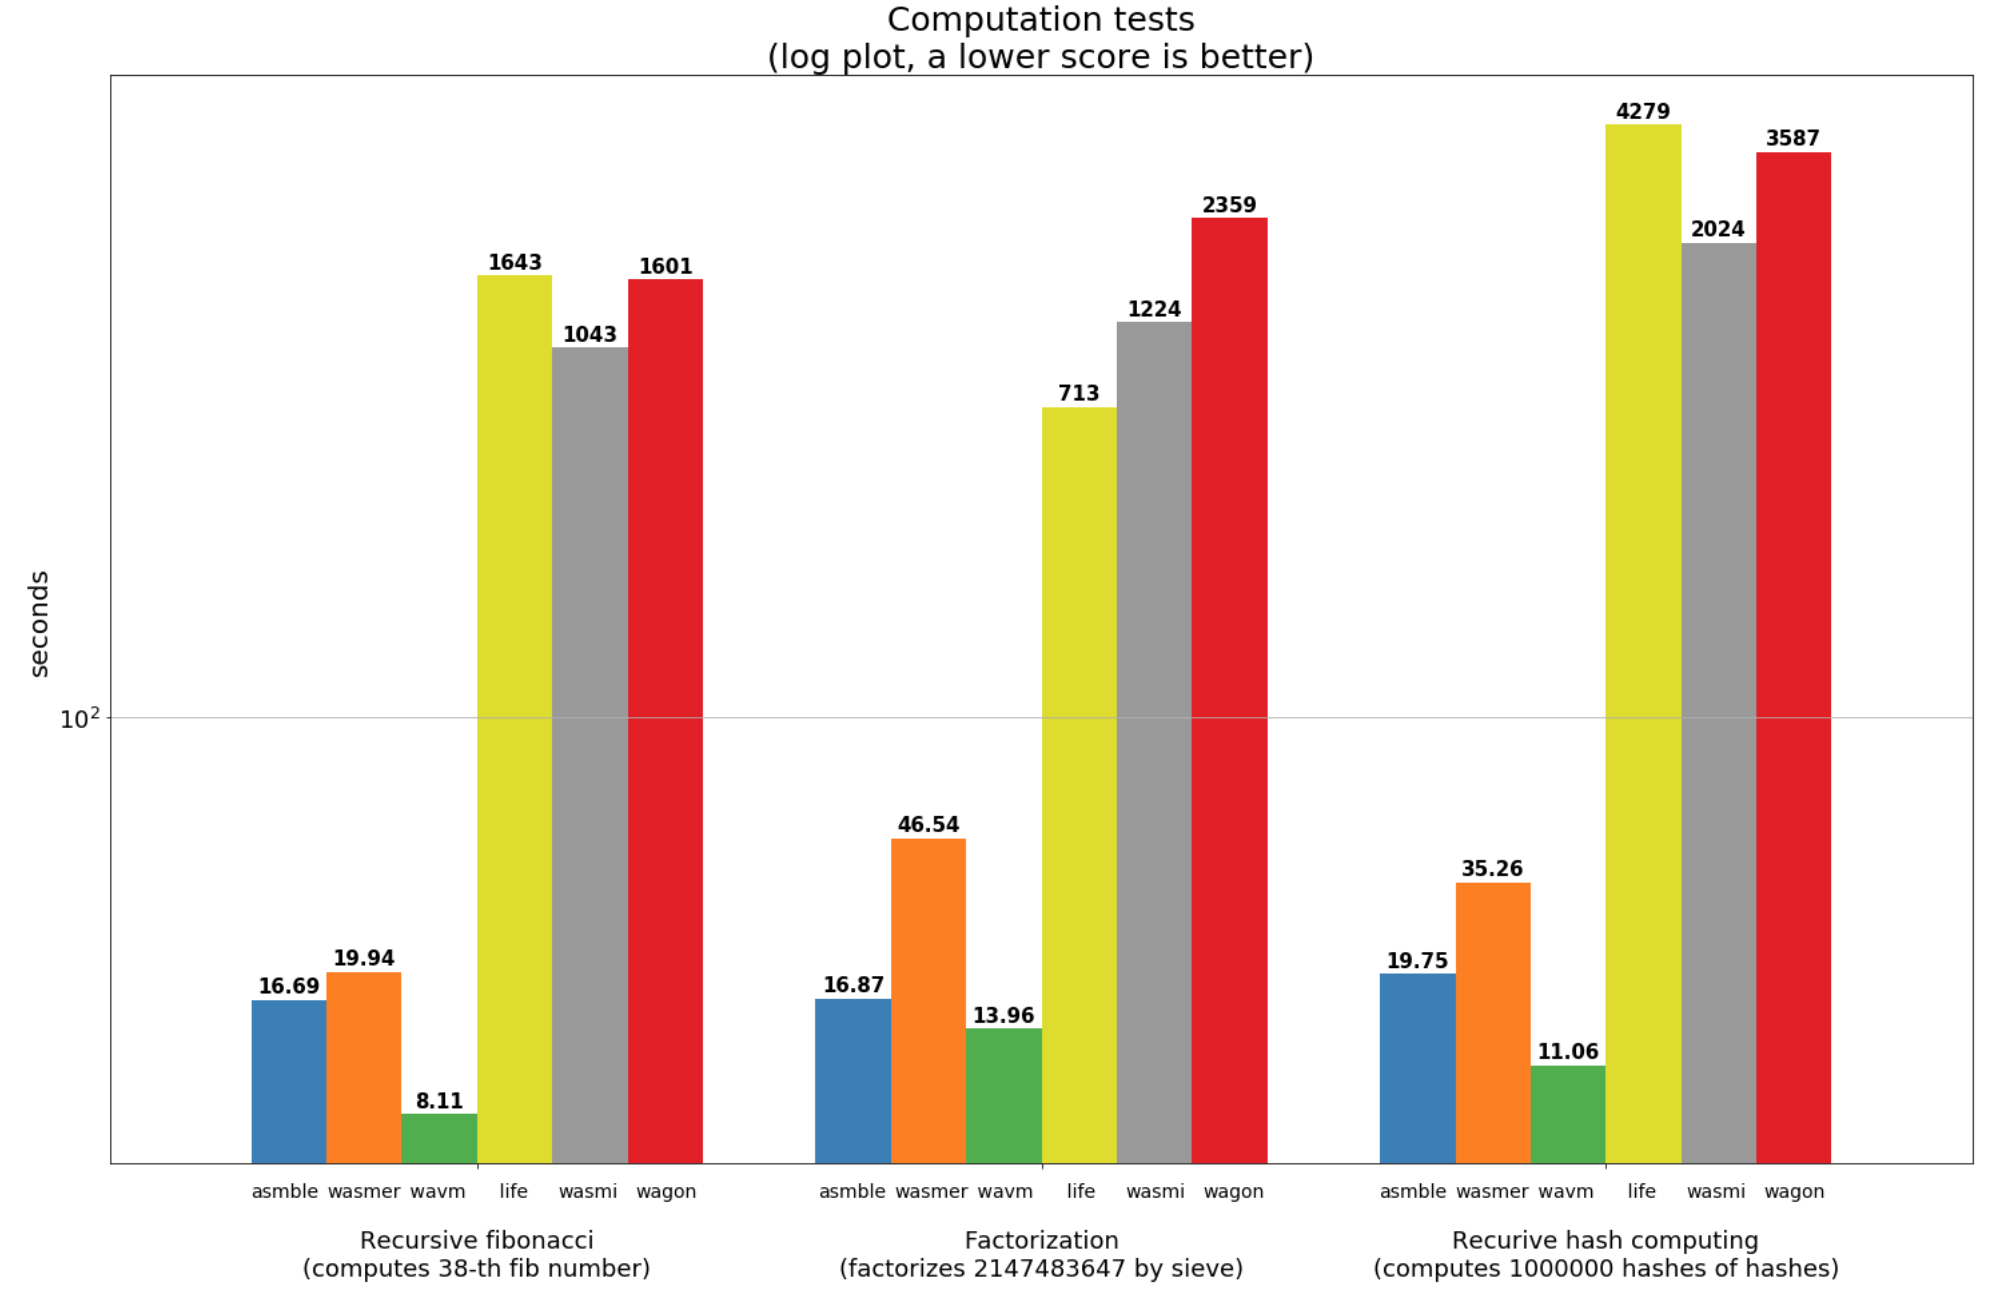 Computation tests
(log plot, a lower score is better)
4279
3587
2359
2024
1643
1601
1224
1043
713
seconds
10²
46.54
35.26
19.94
19.75
16.69
16.87
13.96
11.06
8.11
asmble wasmer wavm life wasmi wagon
asmble wasmer wavm life wasmi wagon
asmble wasmer wavm life wasmi wagon
Recursive fibonacci
(computes 38-th fib number)
Factorization
(factorizes 2147483647 by sieve)
Recurive hash computing
(computes 1000000 hashes of hashes)